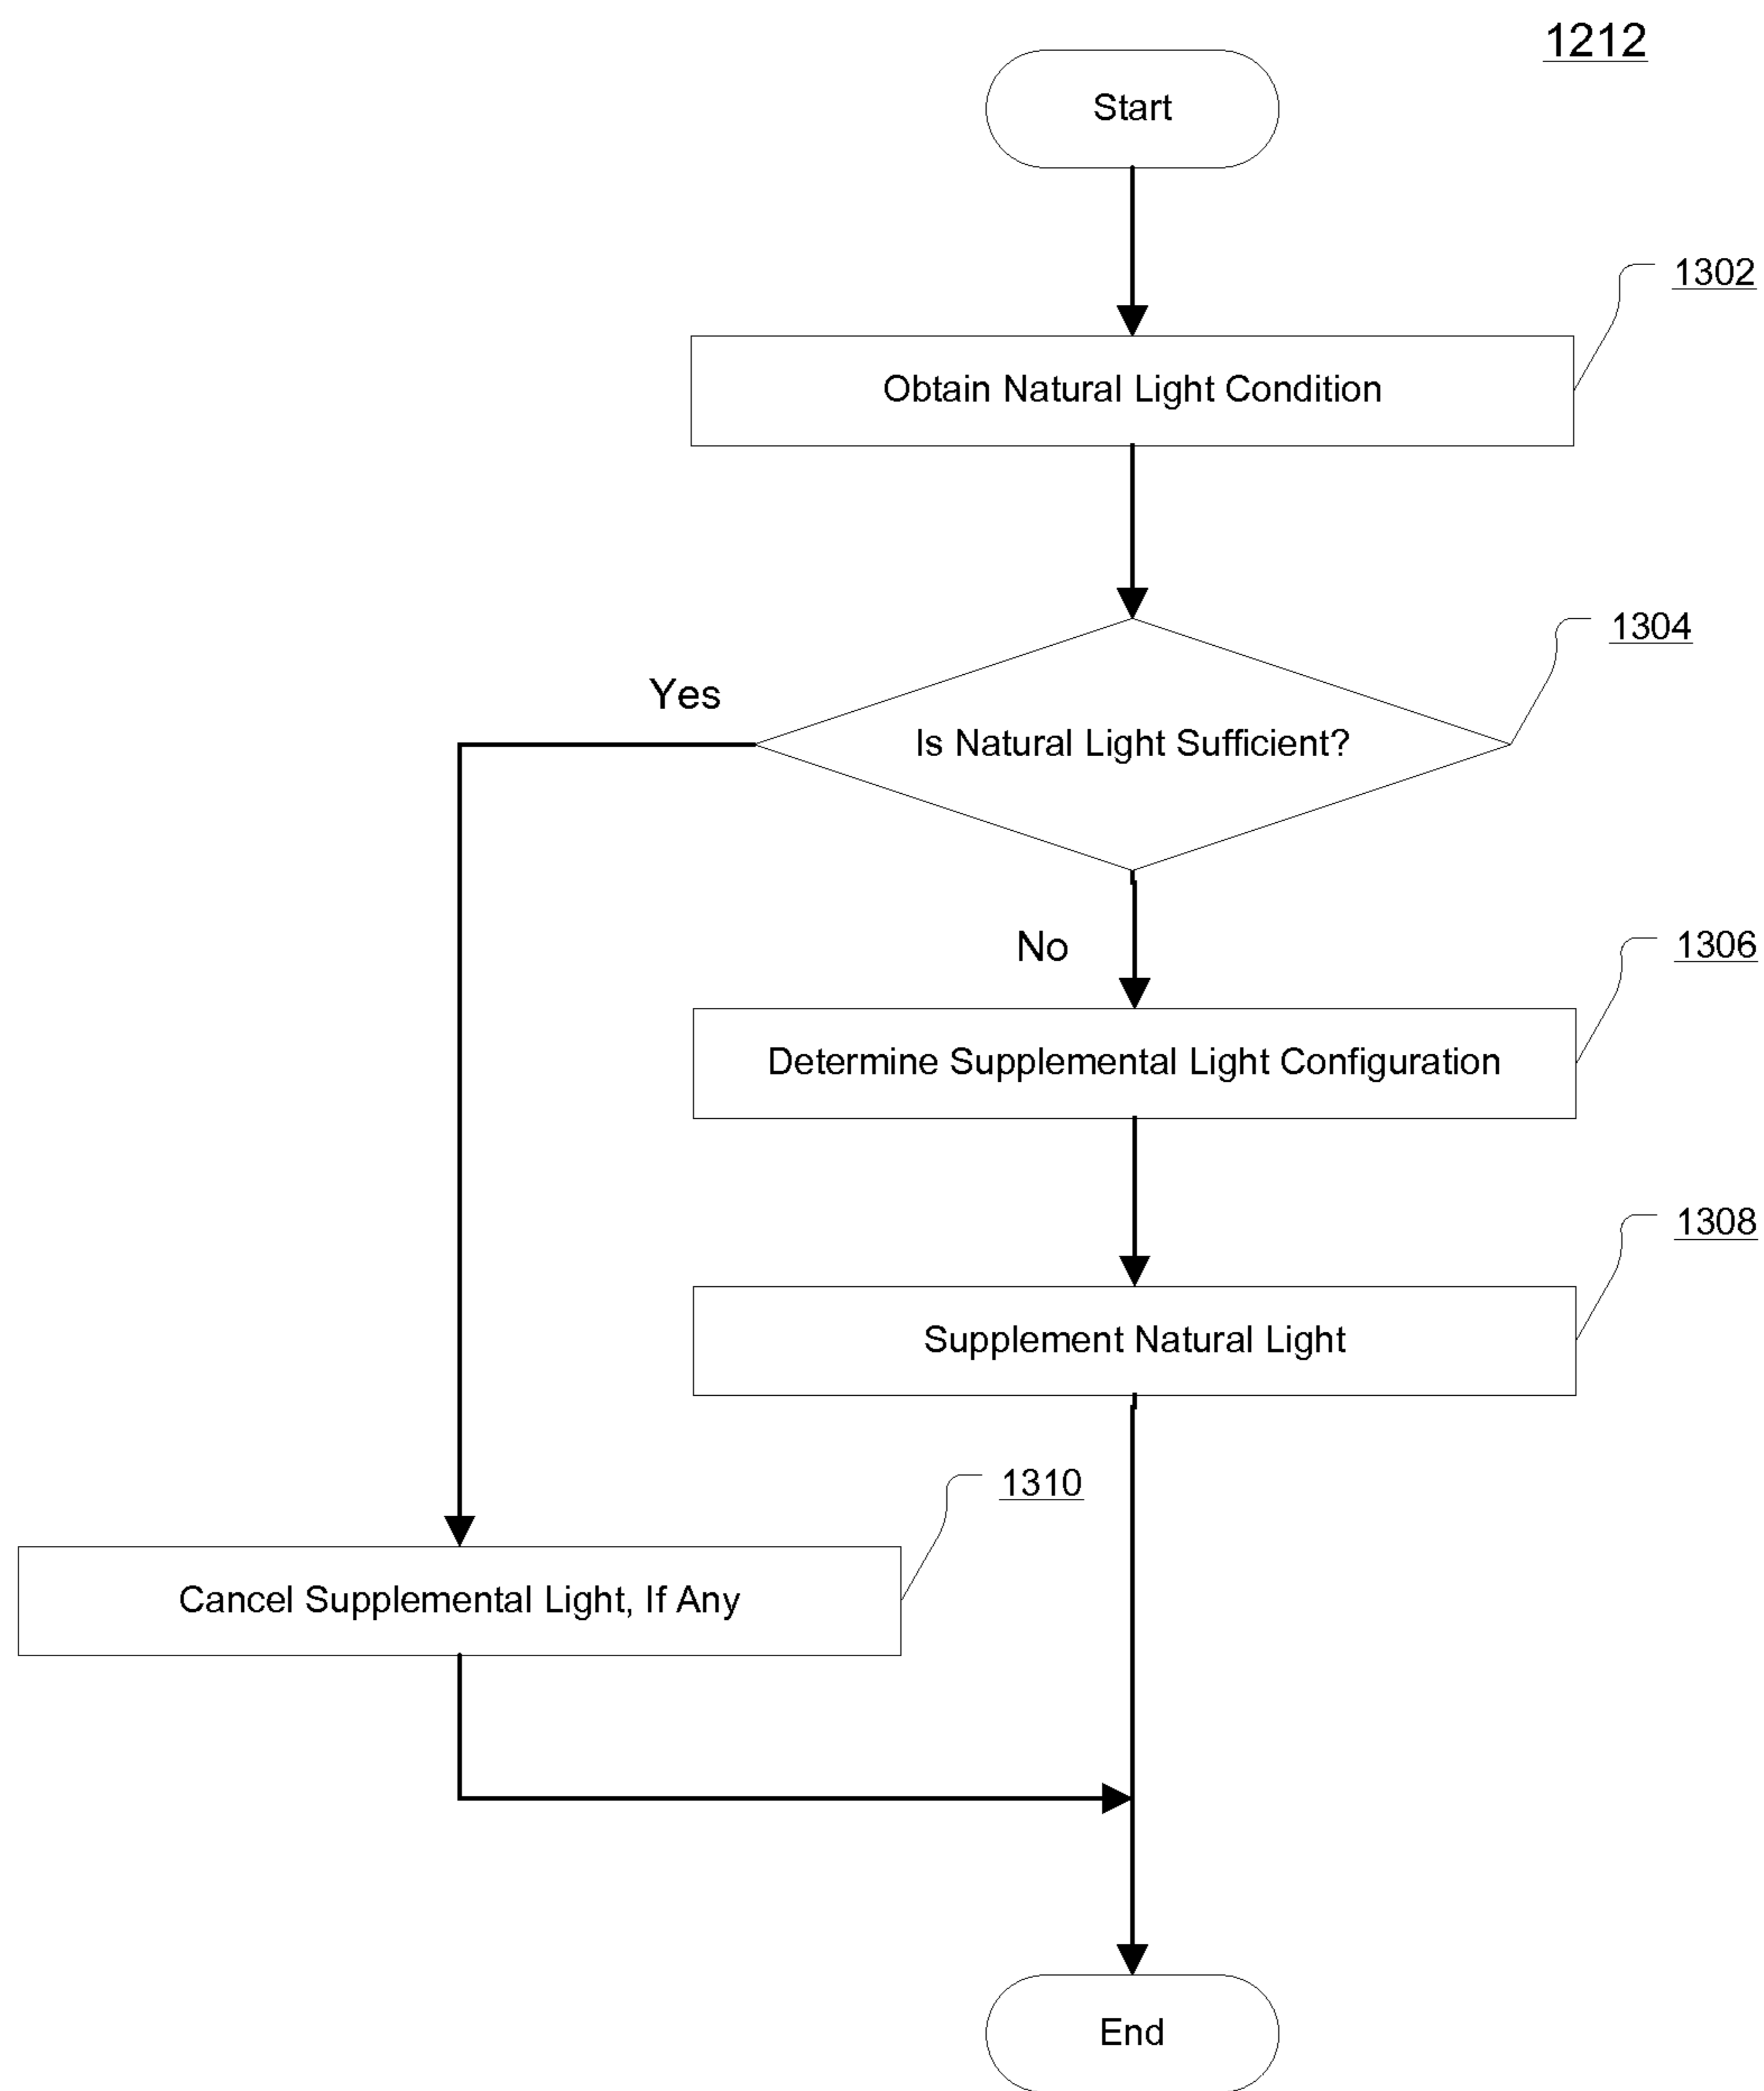 1212
Start
1302
Obtain Natural Light Condition
1304
Yes
Is Natural Light Sufficient?
No
1306
Determine Supplemental Light Configuration
1308
Supplement Natural Light
1310
Cancel Supplemental Light, If Any
End